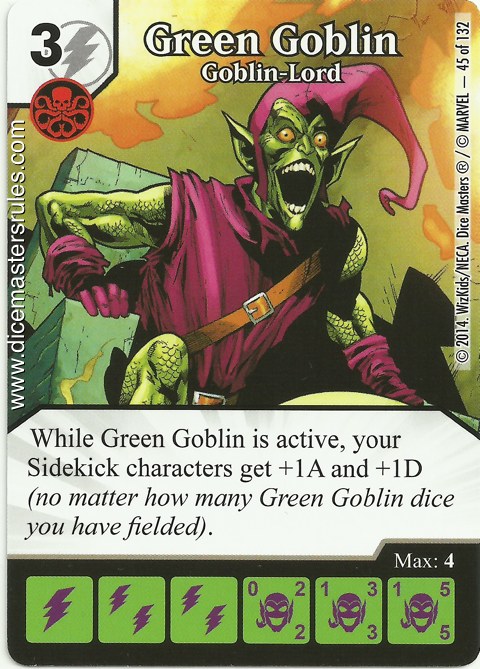 3
Green Goblin
Goblin-Lord
www.dicemastersrules.com
© 2014. WizKids/NECA. Dice Masters ® / © MARVEL — 45 of 132
While Green Goblin is active, your
Sidekick characters get +1A and +1D
(no matter how many Green Goblin dice
you have fielded).
Max: 4
0 2 2
1 3 3
1 5 5